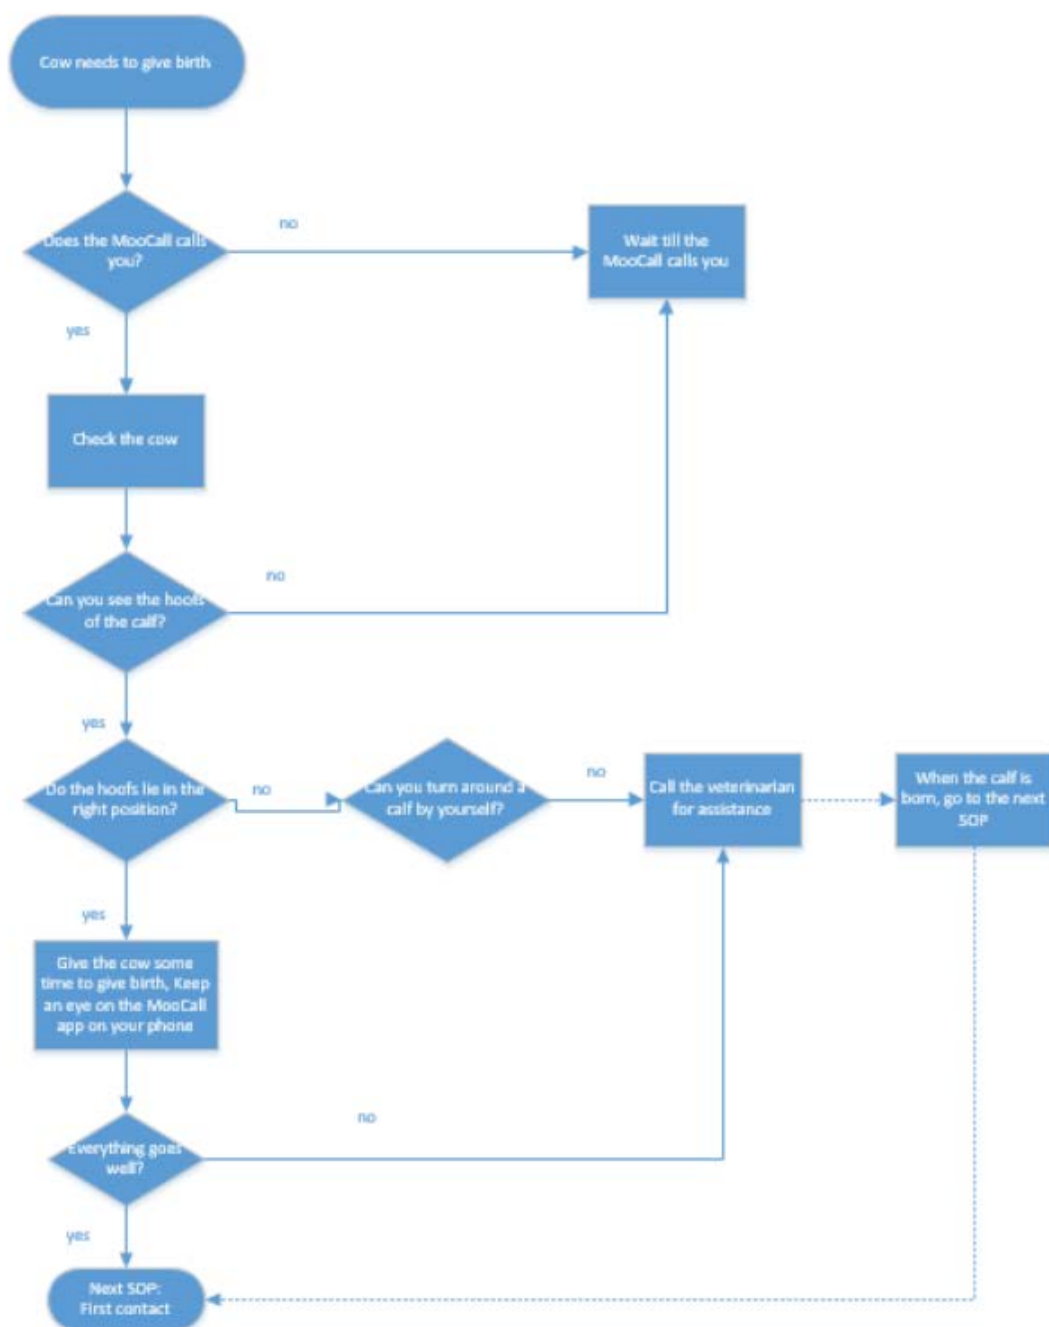 Cow needs to give birth
no
Does the MooCall calls
you?
Wait till the
MooCall calls you
yes
Check the cow
no
Can you see the hoofs
of the calf?
yes
Do the hoofs lie in the
right position?
no
Can you turn around a
calf by yourself?
no
Call the veterinarian
for assistance
When the calf is
born, go to the next
SOP
yes
Give the cow some
time to give birth, Keep
an eye on the MooCall
app on your phone
no
Everything goes
well?
yes
Next SOP:
First contact